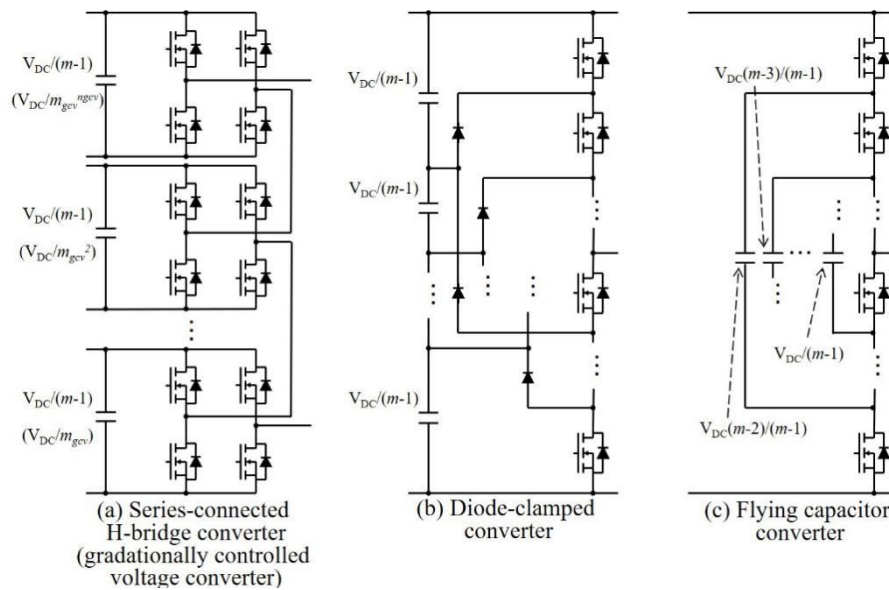 V_DC/(m-1)
(V_DC/m_gcv^ngcv)
V_DC/(m-1)
(V_DC/m_gcv^2)
V_DC/(m-1)
(V_DC/m_gcv)
(a) Series-connected
H-bridge converter
(gradationally controlled
voltage converter)
V_DC/(m-1)
V_DC/(m-1)
V_DC/(m-1)
(b) Diode-clamped
converter
V_DC(m-3)/(m-1)
V_DC/(m-1)
V_DC(m-2)/(m-1)
(c) Flying capacitor
converter